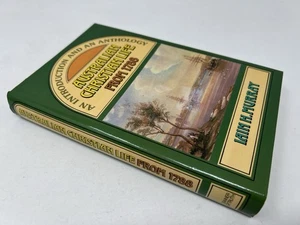 AN INTRODUCTION AND AN ANTHOLOGY
AUSTRALIAN
CHRISTIAN LIFE
FROM 1788
IAIN H. MURRAY
AUSTRALIAN CHRISTIAN LIFE FROM 1788